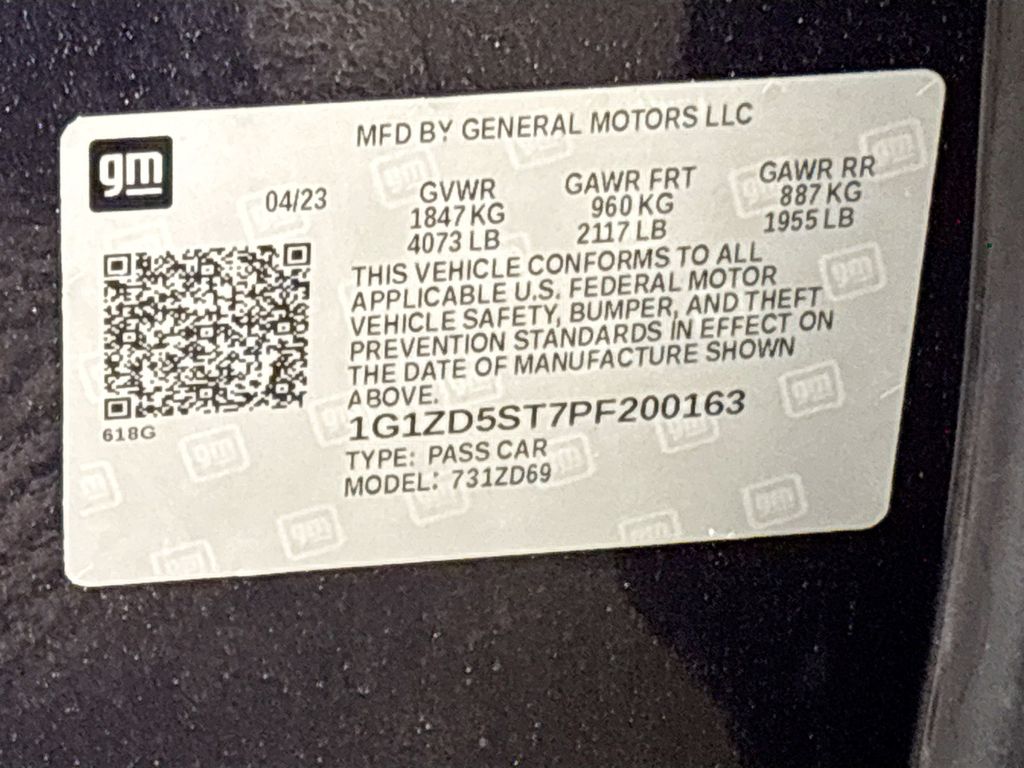 gm
MFD BY GENERAL MOTORS LLC
04/23
GVWR GAWR FRT GAWR RR
1847 KG 960 KG 887 KG
4073 LB 2117 LB 1955 LB
THIS VEHICLE CONFORMS TO ALL
APPLICABLE U.S. FEDERAL MOTOR
VEHICLE SAFETY, BUMPER, AND THEFT
PREVENTION STANDARDS IN EFFECT ON
THE DATE OF MANUFACTURE SHOWN
ABOVE.
618G
1G1ZD5ST7PF200163
TYPE: PASS CAR
MODEL: 731ZD69